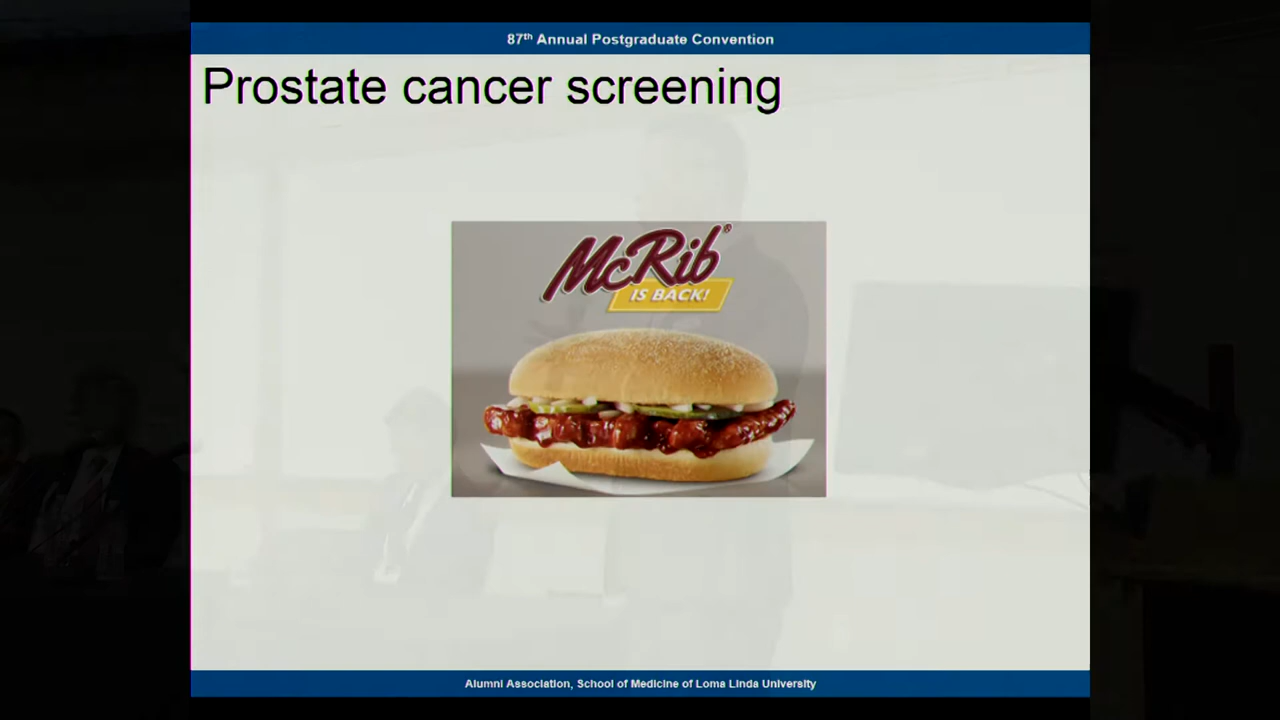 87th Annual Postgraduate Convention
Prostate cancer screening
McRib®
IS BACK!
Alumni Association, School of Medicine of Loma Linda University